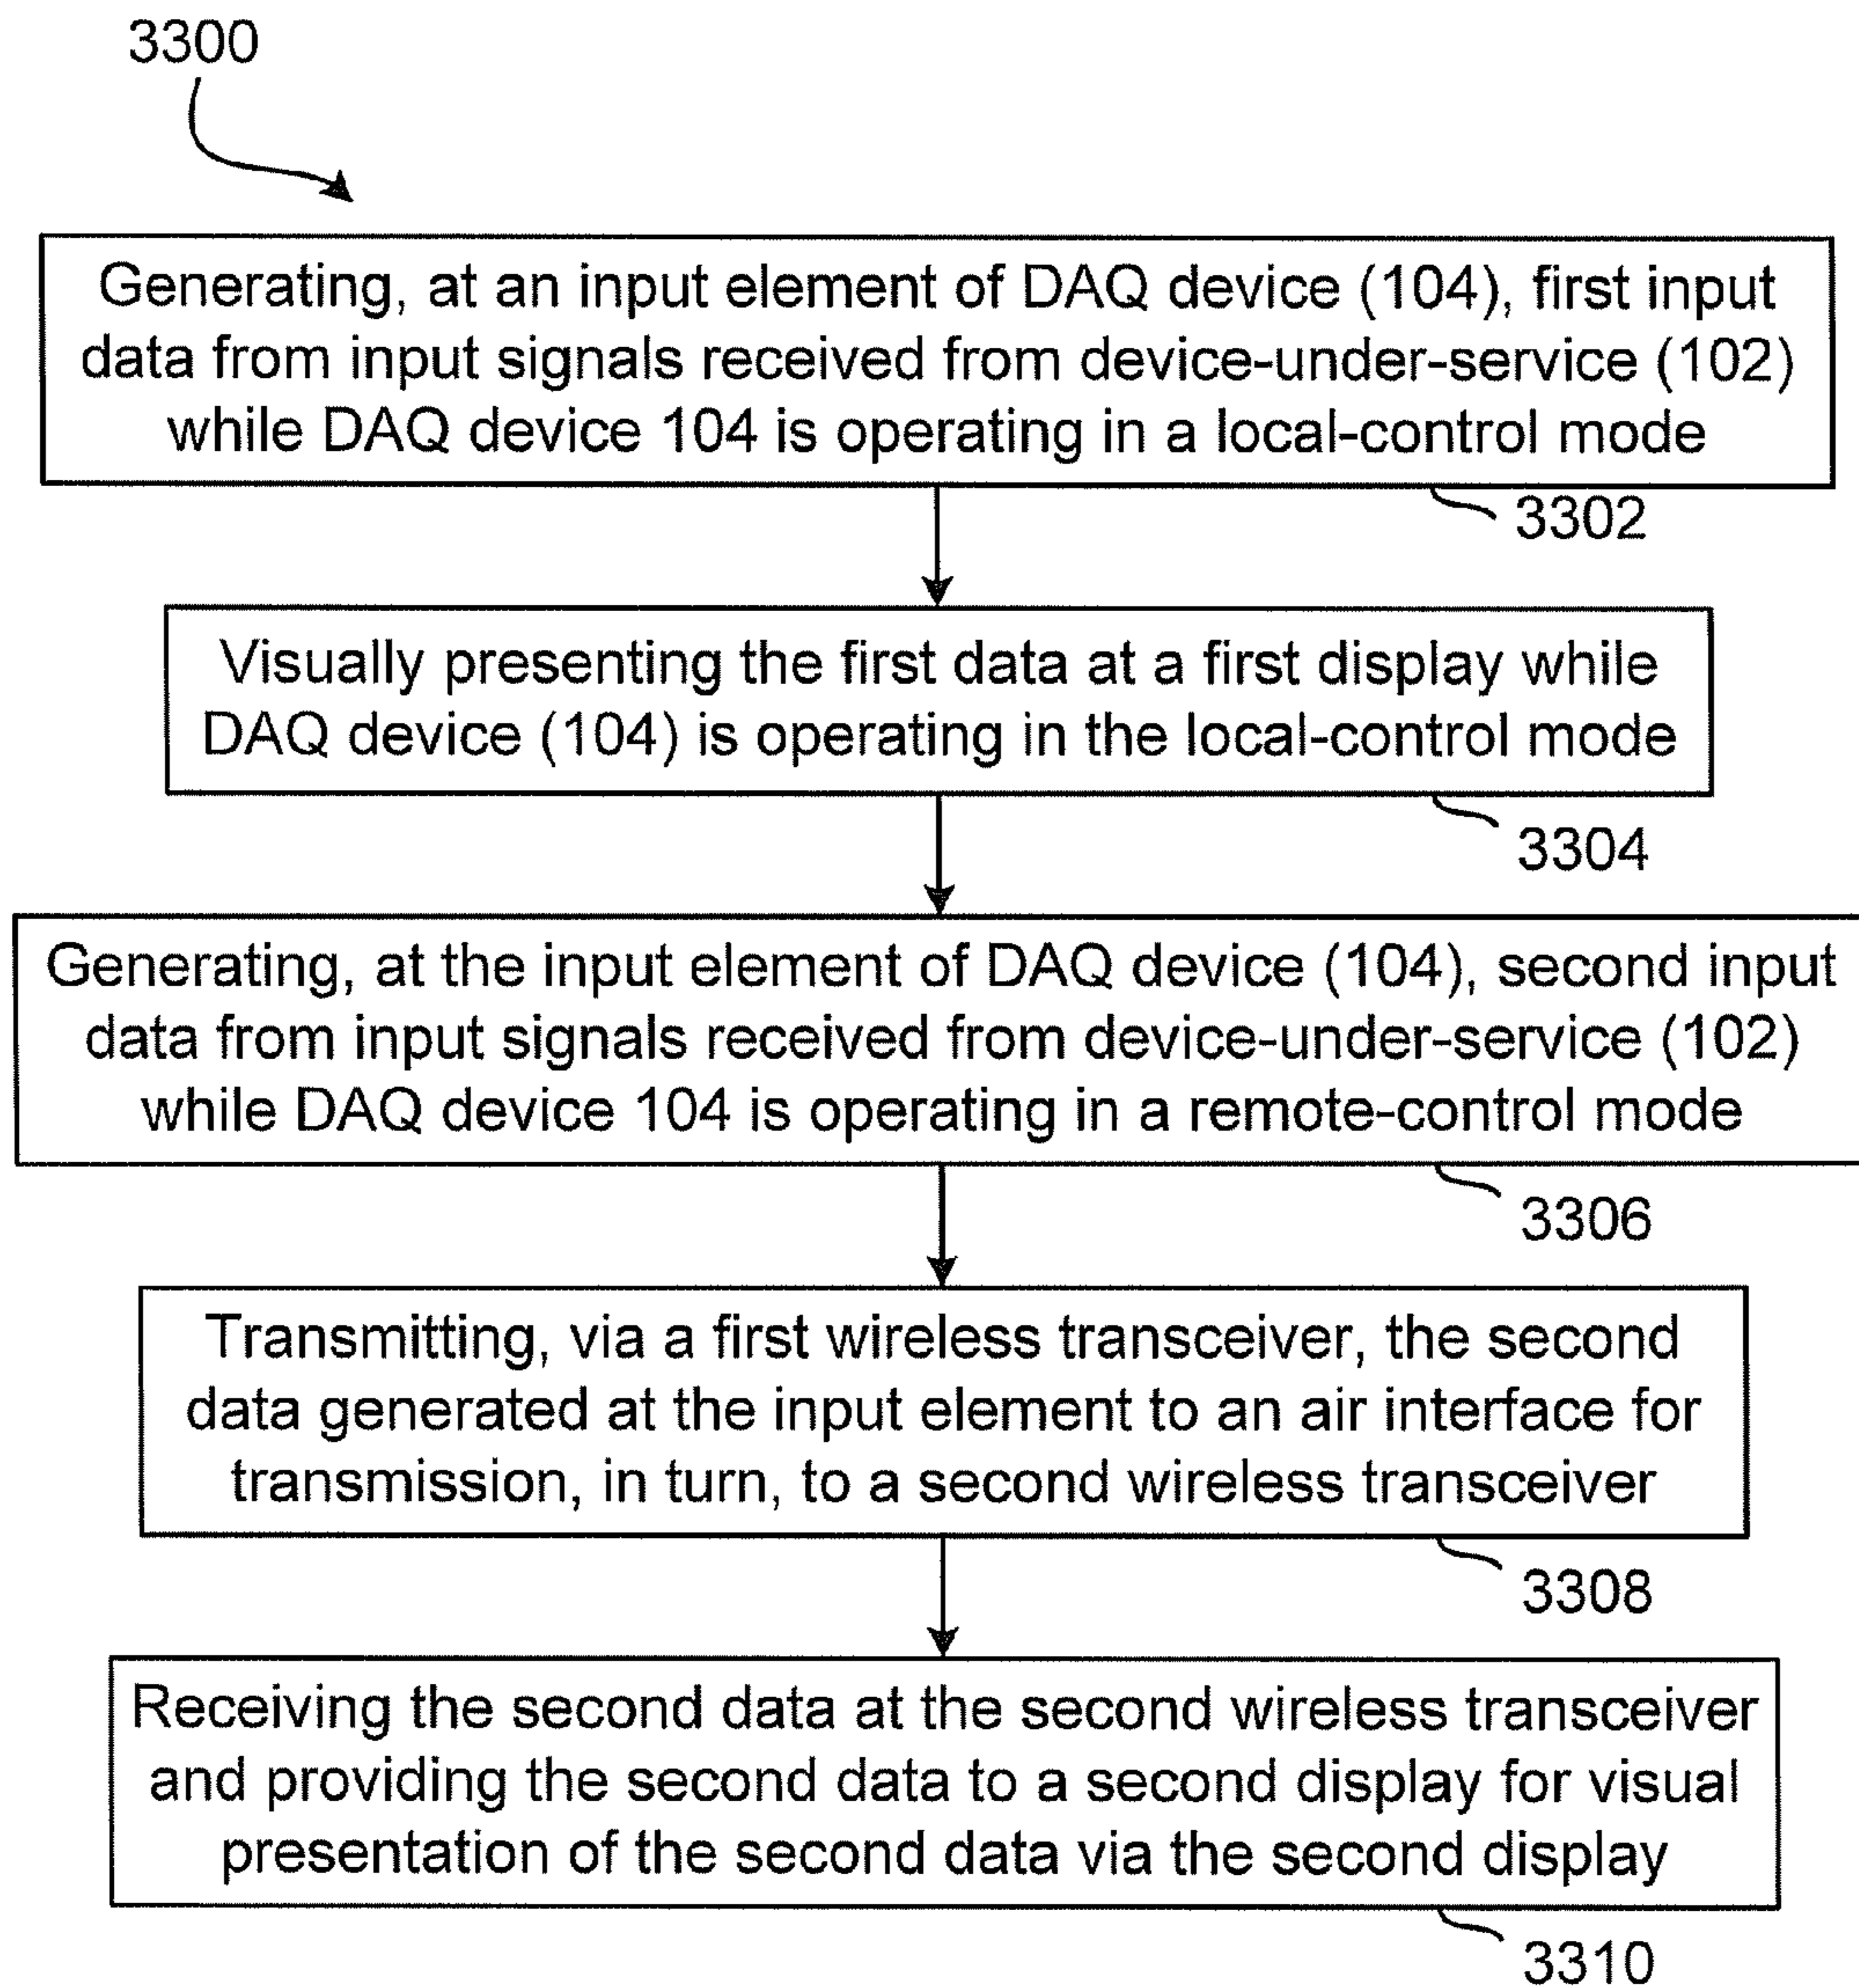 3300
Generating, at an input element of DAQ device (104), first input
data from input signals received from device-under-service (102)
while DAQ device 104 is operating in a local-control mode
3302
Visually presenting the first data at a first display while
DAQ device (104) is operating in the local-control mode
3304
Generating, at the input element of DAQ device (104), second input
data from input signals received from device-under-service (102)
while DAQ device 104 is operating in a remote-control mode
3306
Transmitting, via a first wireless transceiver, the second
data generated at the input element to an air interface for
transmission, in turn, to a second wireless transceiver
3308
Receiving the second data at the second wireless transceiver
and providing the second data to a second display for visual
presentation of the second data via the second display
3310